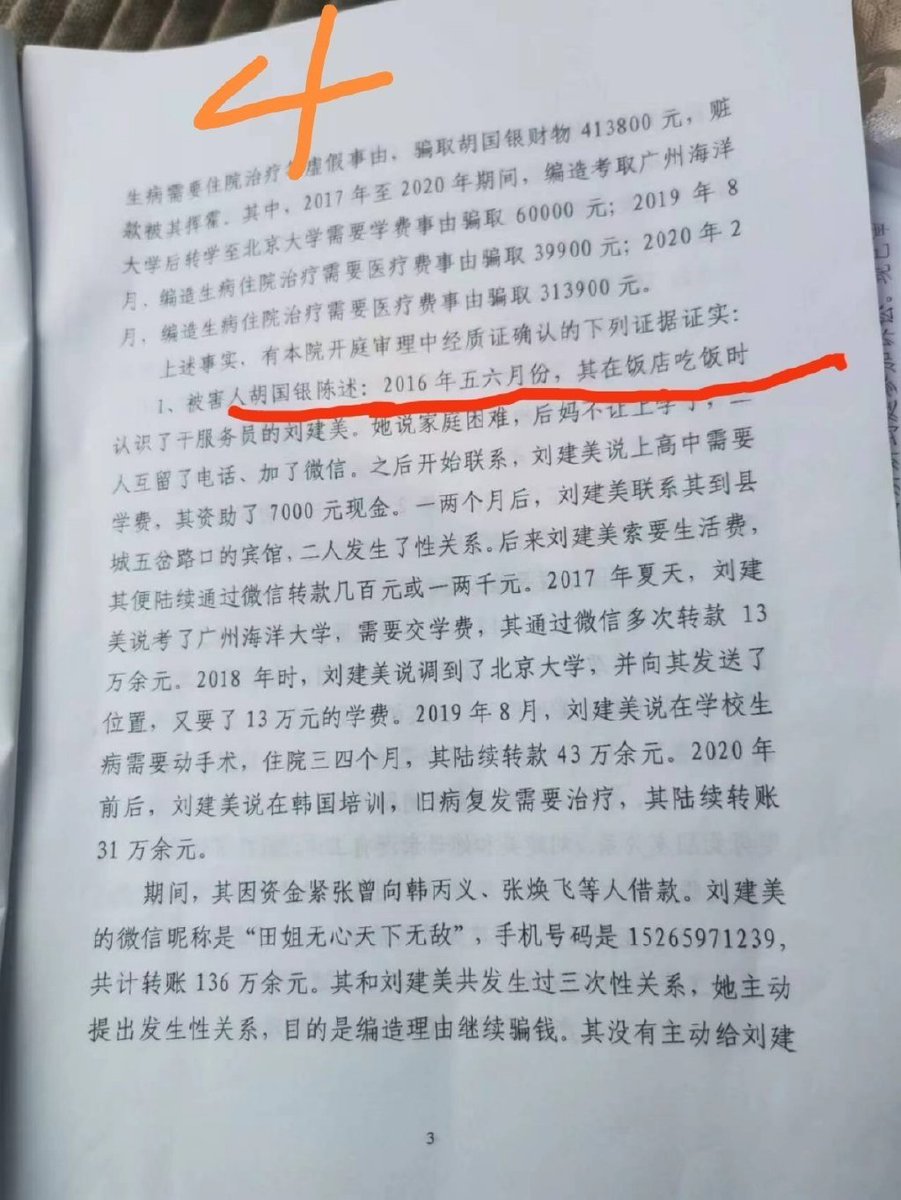 4
生病需要住院治疗等虚假事由，骗取胡国银财物 413800 元，赃
款被其挥霍．其中，2017 年至 2020 年期间，编造考取广州海洋
大学后转学至北京大学需要学费事由骗取 60000 元；2019 年 8
月、编造生病住院治疗需要医疗费事由骗取 39900 元；2020 年 2
月、编造生病住院治疗需要医疗费事由骗取 313900 元。
上述事实，有本院开庭审理中经质证确认的下列证据证实：
1、被害人胡国银陈述：2016 年五六月份，其在饭店吃饭时
认识了干服务员的刘建美。她说家庭困难，后妈不让上学了，二
人互留了电话、加了微信。之后开始联系，刘建美说上高中需要
学费，其资助了 7000 元现金。一两个月后，刘建美联系其到县
城五岔路口的宾馆，二人发生了性关系。后来刘建美索要生活费，
其便陆续通过微信转款几百元或一两千元。2017 年夏天，刘建
美说考了广州海洋大学，需要交学费，其通过微信多次转款 13
万余元。2018 年时，刘建美说调到了北京大学，并向其发送了
位置，又要了 13 万元的学费。2019 年 8 月，刘建美说在学校生
病需要动手术，住院三四个月，其陆续转款 43 万余元。2020 年
前后，刘建美说在韩国培训，旧病复发需要治疗，其陆续转账
31 万余元。
期间，其因资金紧张曾向韩丙义、张焕飞等人借款。刘建美
的微信昵称是“田姐无心天下无敌”，手机号码是 15265971239，
共计转账 136 万余元。其和刘建美共发生过三次性关系，她主动
提出发生性关系，目的是编造理由继续骗钱。其没有主动给刘建
3